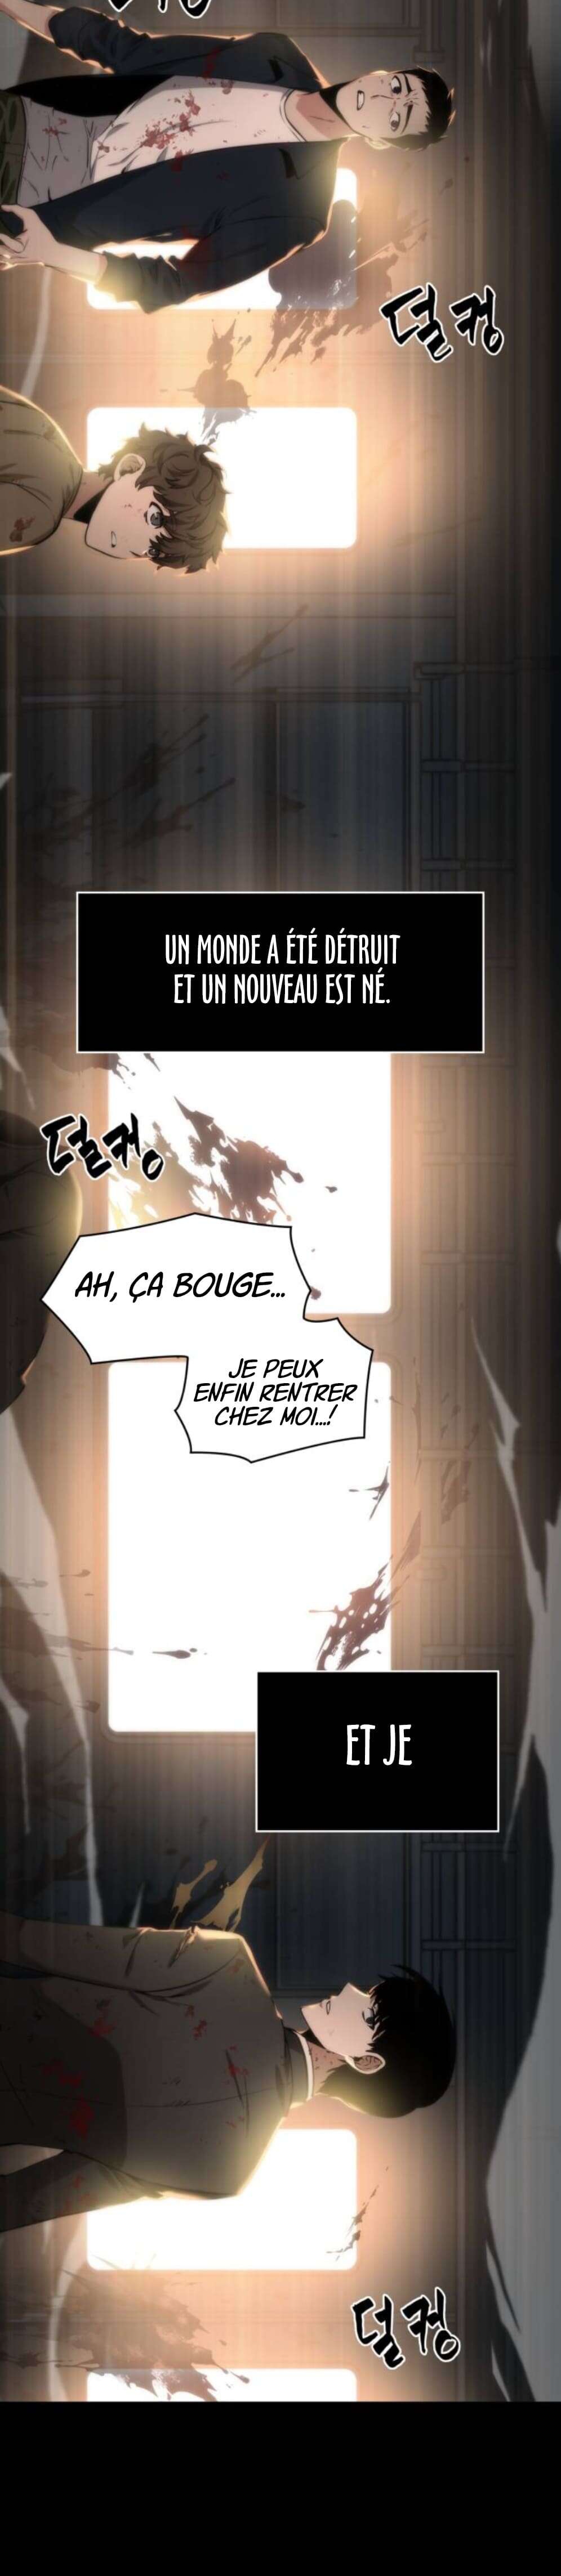 덜컹
UN MONDE A ÉTÉ DÉTRUIT
ET UN NOUVEAU EST NÉ.
덜컹
AH, ÇA BOUGE...
JE PEUX
ENFIN RENTRER
CHEZ MOI...!
ET JE
덜컹